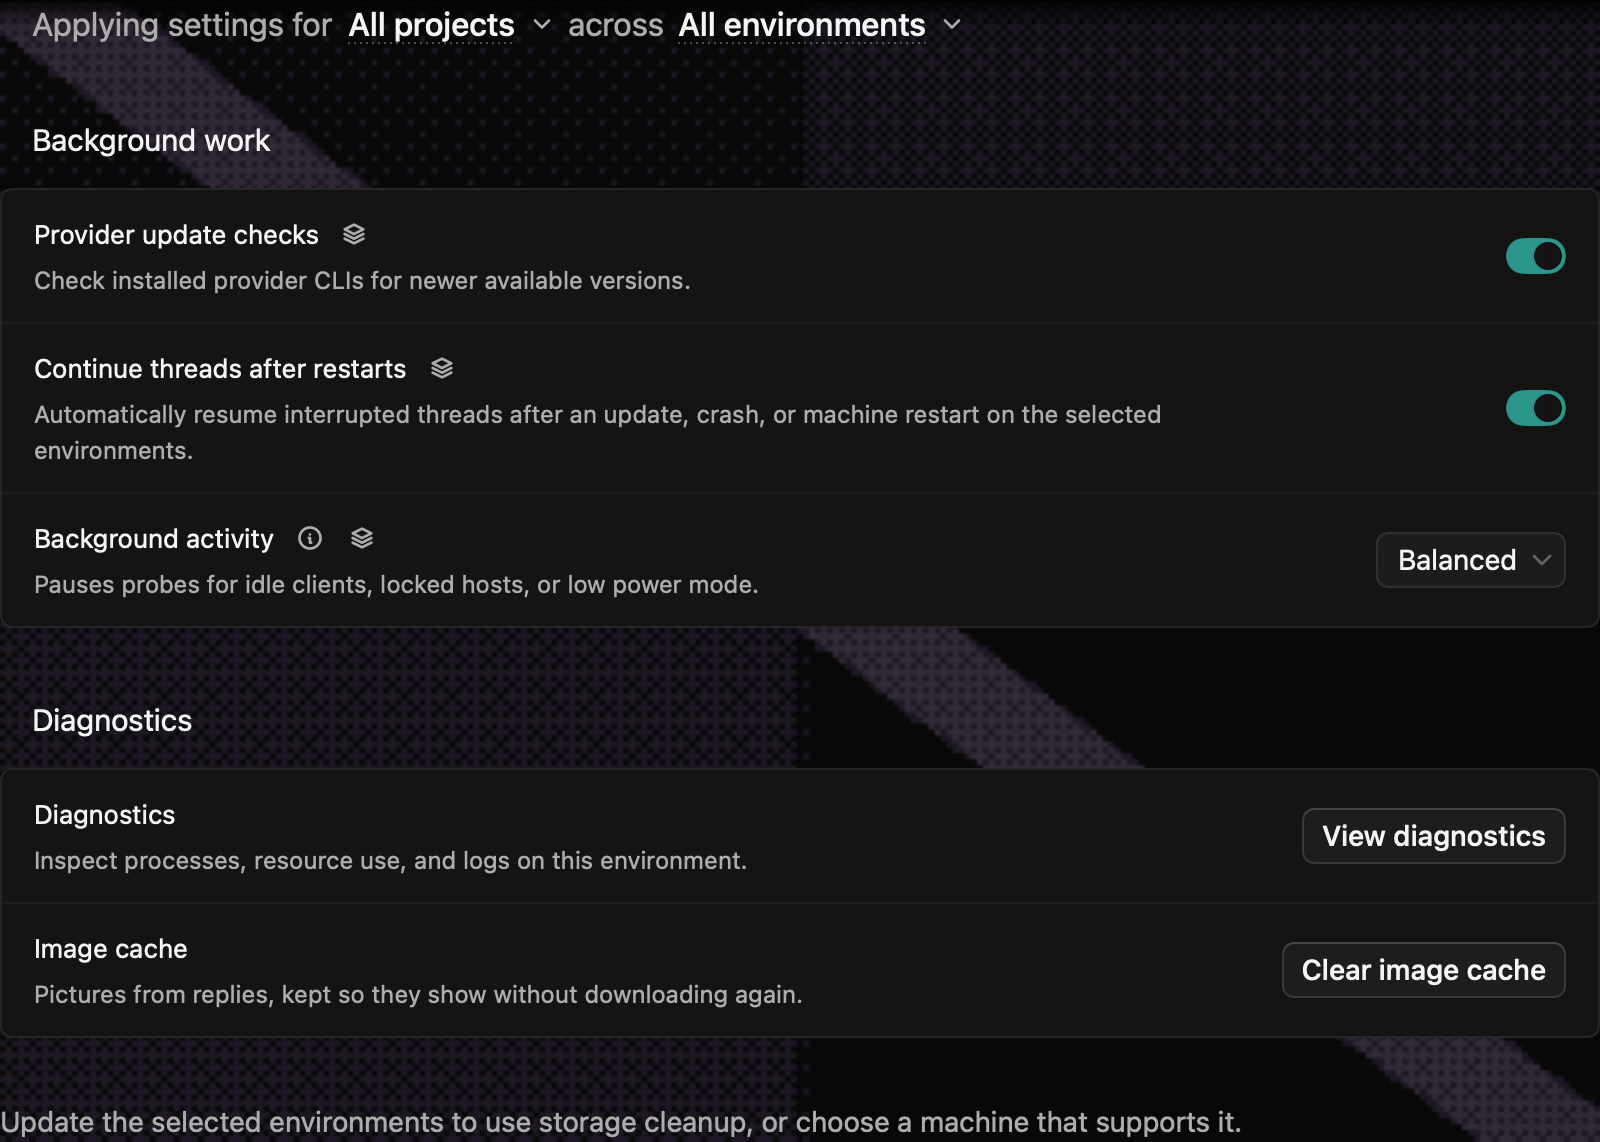 Applying settings for All projects across All environments
Background work
Provider update checks
Check installed provider CLIs for newer available versions.
Continue threads after restarts
Automatically resume interrupted threads after an update, crash, or machine restart on the selected
environments.
Background activity
Balanced
Pauses probes for idle clients, locked hosts, or low power mode.
Diagnostics
Diagnostics
View diagnostics
Inspect processes, resource use, and logs on this environment.
Image cache
Clear image cache
Pictures from replies, kept so they show without downloading again.
Update the selected environments to use storage cleanup, or choose a machine that supports it.